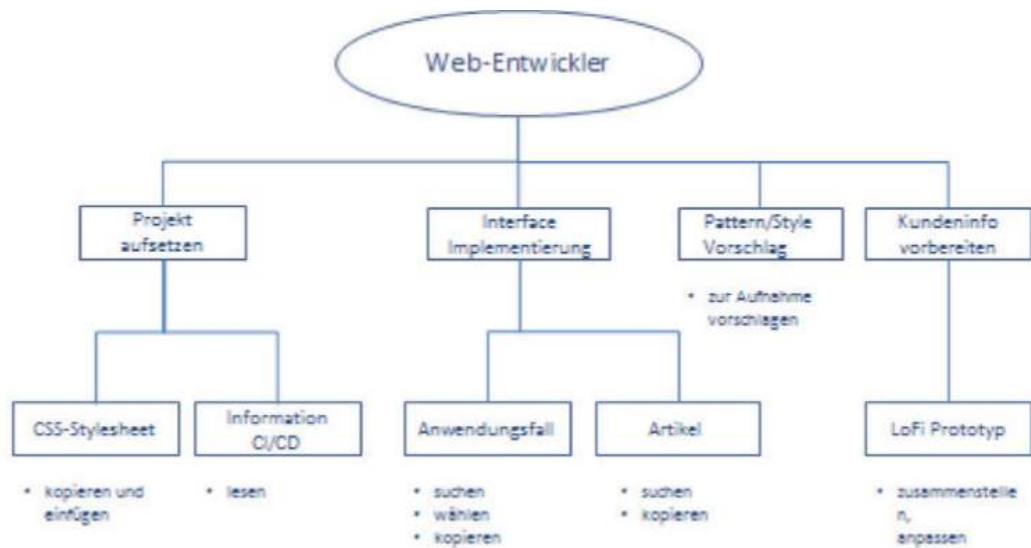 Web-Entwickler
Projekt
aufsetzen
Interface
Implementierung
Pattern/Style
Vorschlag
Kundeninfo
vorbereiten
• zur Aufnahme
vorschlagen
CSS-Stylesheet
Information
CI/CD
Anwendungsfall
Artikel
LoFi Prototyp
• kopieren und
einfügen
• lesen
• suchen
• wählen
• kopieren
• suchen
• kopieren
• zusammenstelle
n,
anpassen